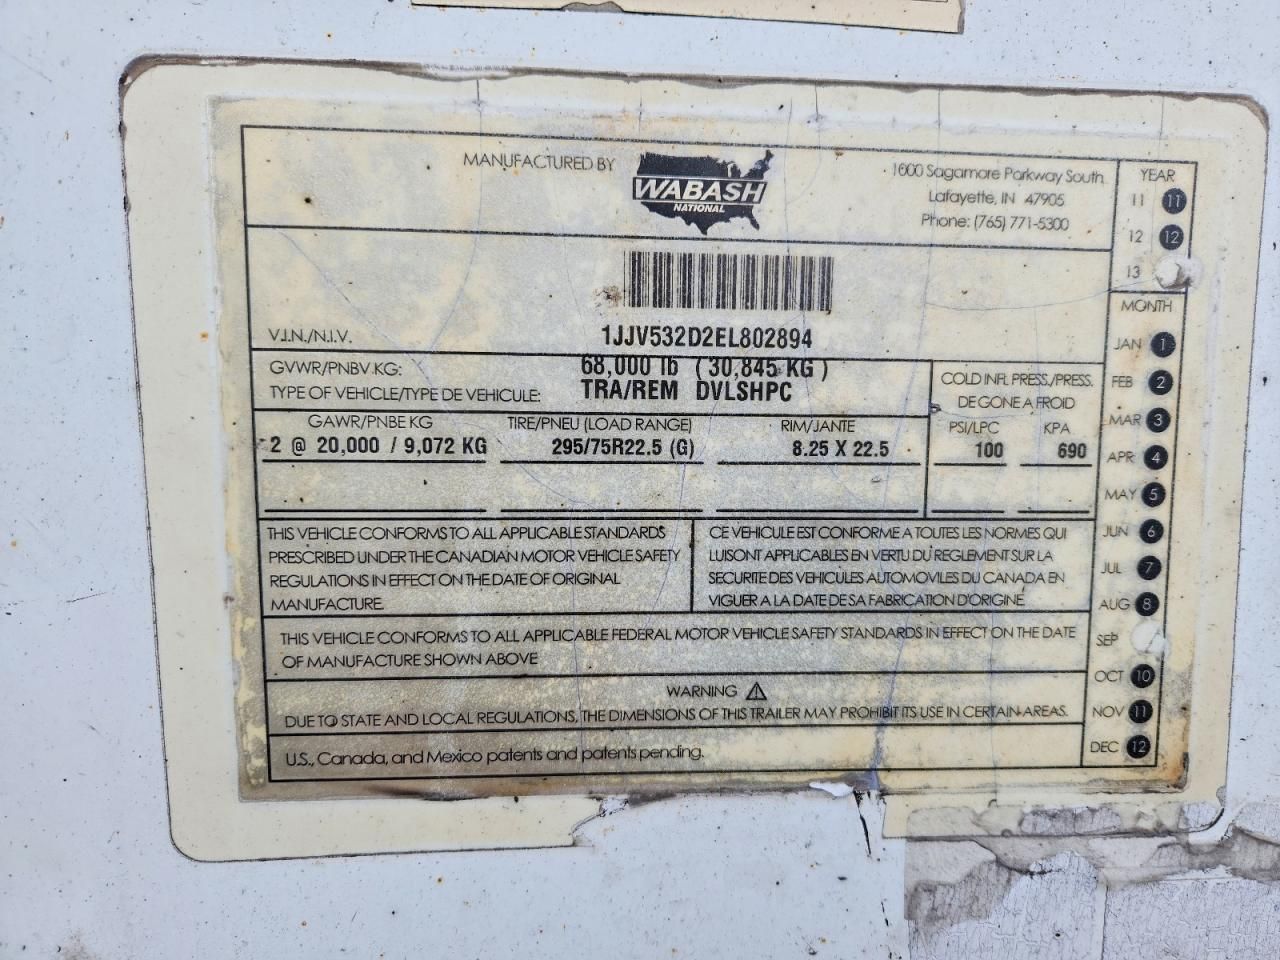 MANUFACTURED BY
WABASH
NATIONAL
1600 Sagamore Parkway South
Lafayette, IN 47905
Phone: (765) 771-5300
V.I.N./N.I.V.
1JJV532D2EL802894
GVWR/PNBV KG: 68,000 lb (30,845 KG)
TYPE OF VEHICLE/TYPE DE VEHICULE: TRA/REM DVLSHPC
GAWR/PNBE KG TIRE/PNEU (LOAD RANGE) RIM/JANTE
2 @ 20,000 / 9,072 KG 295/75R22.5 (G) 8.25 X 22.5
COLD INFL. PRESS./PRESS.
DE GONE A FROID
PSI/LPC KPA
100 690
THIS VEHICLE CONFORMS TO ALL APPLICABLE STANDARDS
PRESCRIBED UNDER THE CANADIAN MOTOR VEHICLE SAFETY
REGULATIONS IN EFFECT ON THE DATE OF ORIGINAL
MANUFACTURE.
CE VEHICULE EST CONFORME A TOUTES LES NORMES QUI
LUI SONT APPLICABLES EN VERTU DU REGLEMENT SUR LA
SECURITE DES VEHICULES AUTOMOVILES DU CANADA EN
VIGUER A LA DATE DE SA FABRICATION D'ORIGINE
THIS VEHICLE CONFORMS TO ALL APPLICABLE FEDERAL MOTOR VEHICLE SAFETY STANDARDS IN EFFECT ON THE DATE
OF MANUFACTURE SHOWN ABOVE
WARNING
DUE TO STATE AND LOCAL REGULATIONS, THE DIMENSIONS OF THIS TRAILER MAY PROHIBIT ITS USE IN CERTAIN AREAS.
U.S., Canada, and Mexico patents and patents pending.
YEAR
11 11
12 12
13
MONTH
JAN 1
FEB 2
MAR 3
APR 4
MAY 5
JUN 6
JUL 7
AUG 8
SEP
OCT 10
NOV 11
DEC 12